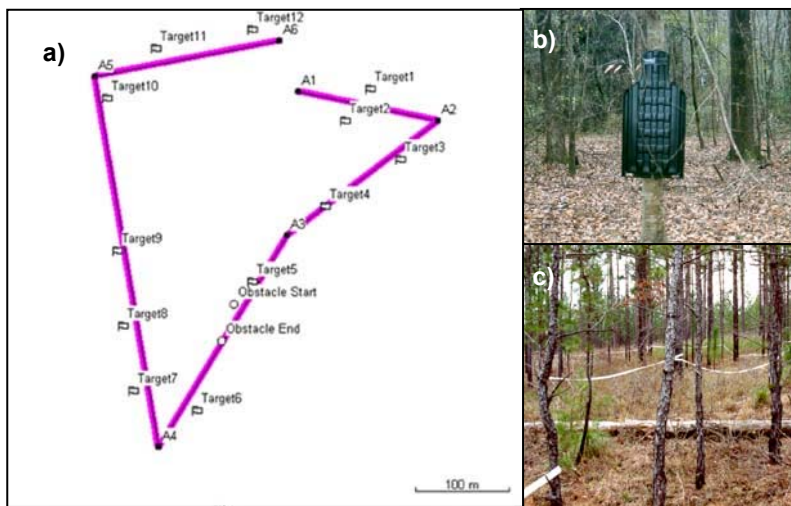 a)
Target12
A6
Target11
A5
Target10
A1
Target1
Target2
A2
Target3
Target4
A3
Target9
Target5
Obstacle Start
Target8
Obstacle End
Target7
Target6
A4
100 m
b)
c)